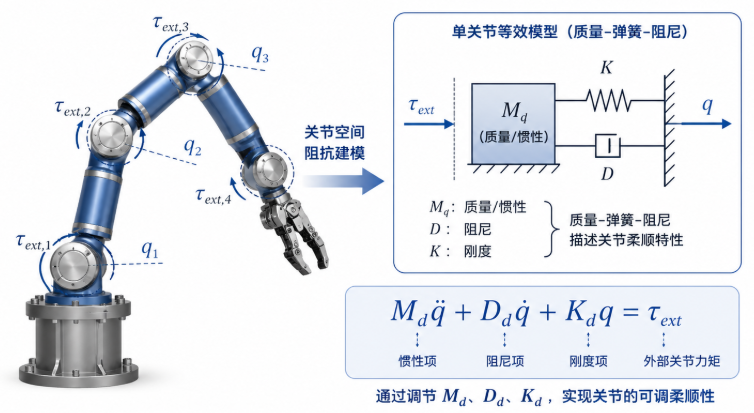 τext,3
q3
τext,2
q2
τext,4
τext,1
q1
关节空间
阻抗建模
单关节等效模型（质量–弹簧–阻尼）
K
τext
Mq
(质量/惯性)
q
D
Mq: 质量/惯性
D : 阻尼
K : 刚度
质量–弹簧–阻尼
描述关节柔顺特性
Md q̈ + Dd q̇ + Kd q = τext
惯性项 阻尼项 刚度项 外部关节力矩
通过调节 Md、Dd、Kd，实现关节的可调柔顺性